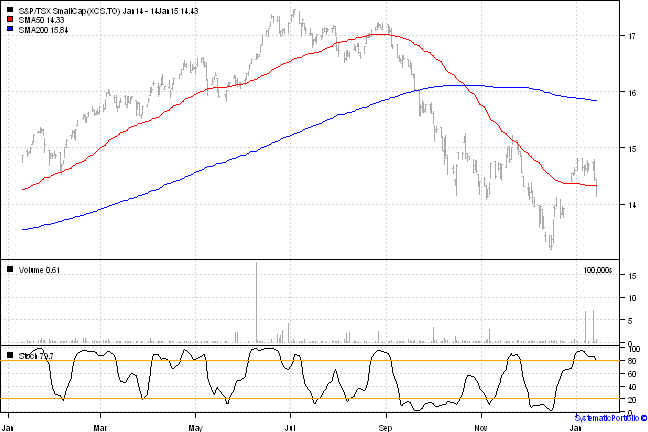 S&P/TSX SmallCap(XCS.TO) Jan14 - 14Jan15 14.43
SMA50 14.33
SMA200 15.84
17
16
15
14
Volume 0.61
100,000s
15
10
5
0
Stoch 79.7
100
80
60
40
20
0
Jan
Mar
May
Jul
Sep
Nov
Jan
SystematicPortfolio ©